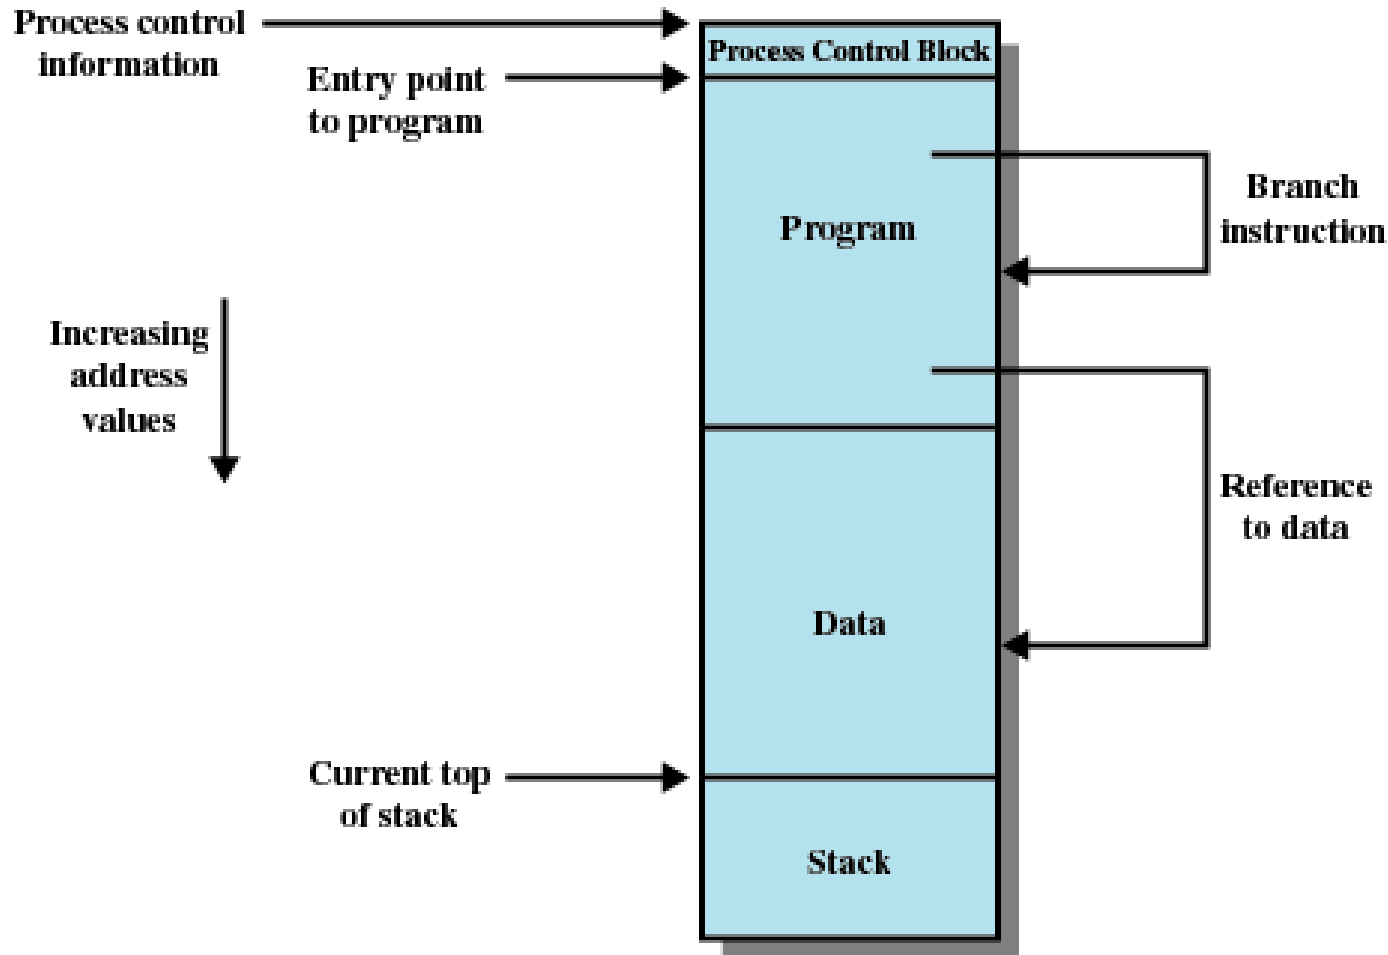 Process control
information
Process Control Block
Entry point
to program
Program
Branch
instruction
Increasing
address
values
Reference
to data
Data
Current top
of stack
Stack